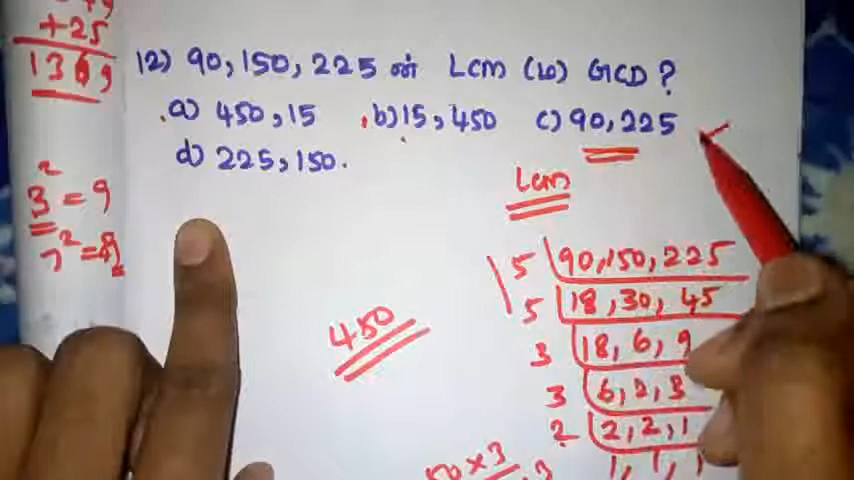 +25
1369
12) 90, 150, 225 ன் LCM (ம) GCD ?
a) 450, 15 b) 15, 450 c) 90, 225
d) 225, 150.
3² = 9
LCM
5 90, 150, 225
5 18, 30, 45
450
3 18, 6, 9
3 6, 2, 3
2 2, 2, 1
1, 1, 1